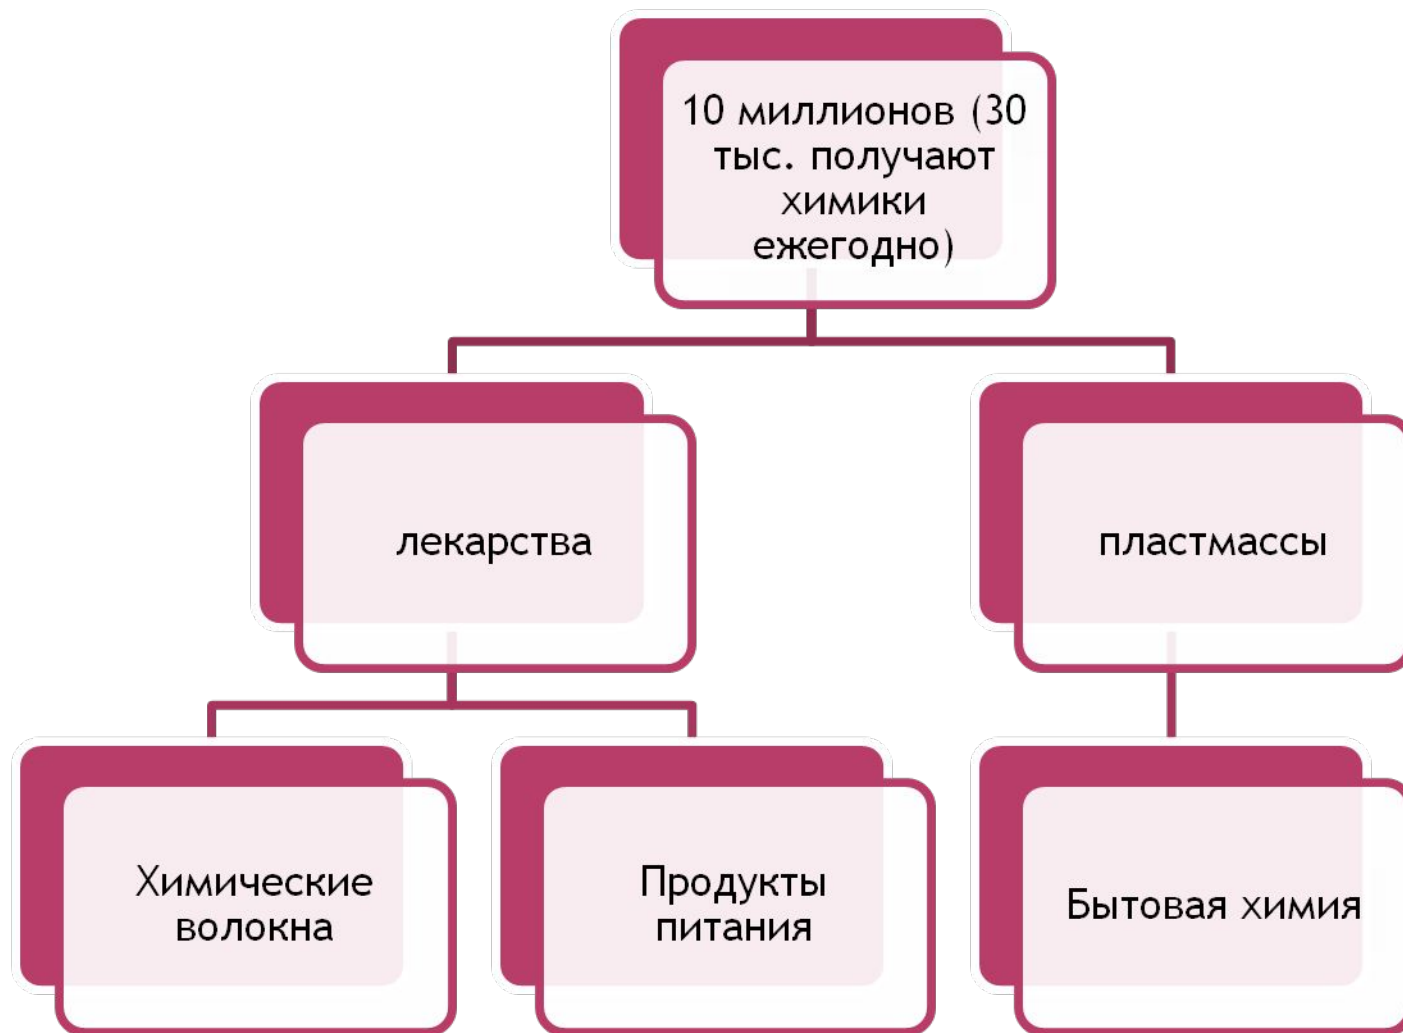 10 миллионов (30
тыс. получают
химики
ежегодно)
лекарства
пластмассы
Химические
волокна
Продукты
питания
Бытовая химия